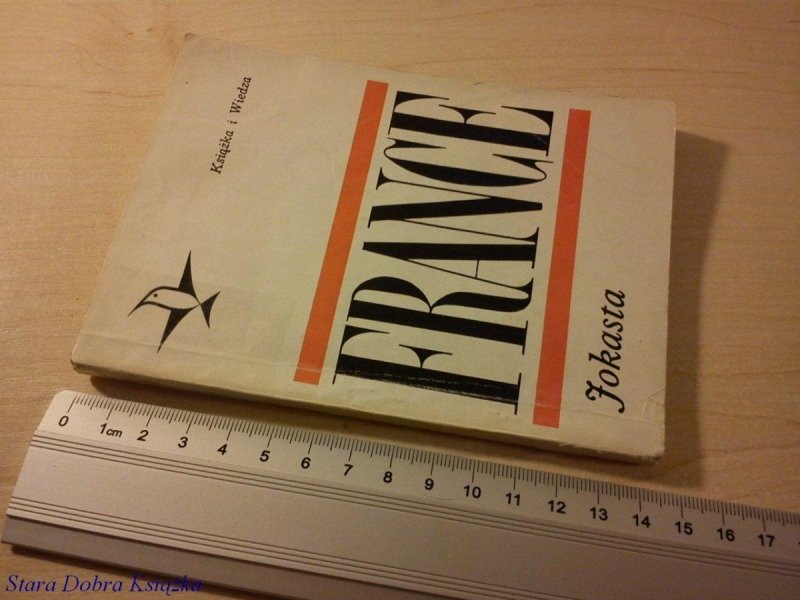 Książka i Wiedza
FRANCE
Jokasta
0 1cm 2 3 4 5 6 7 8 9 10 11 12 13 14 15 16 17
Stara Dobra Książka